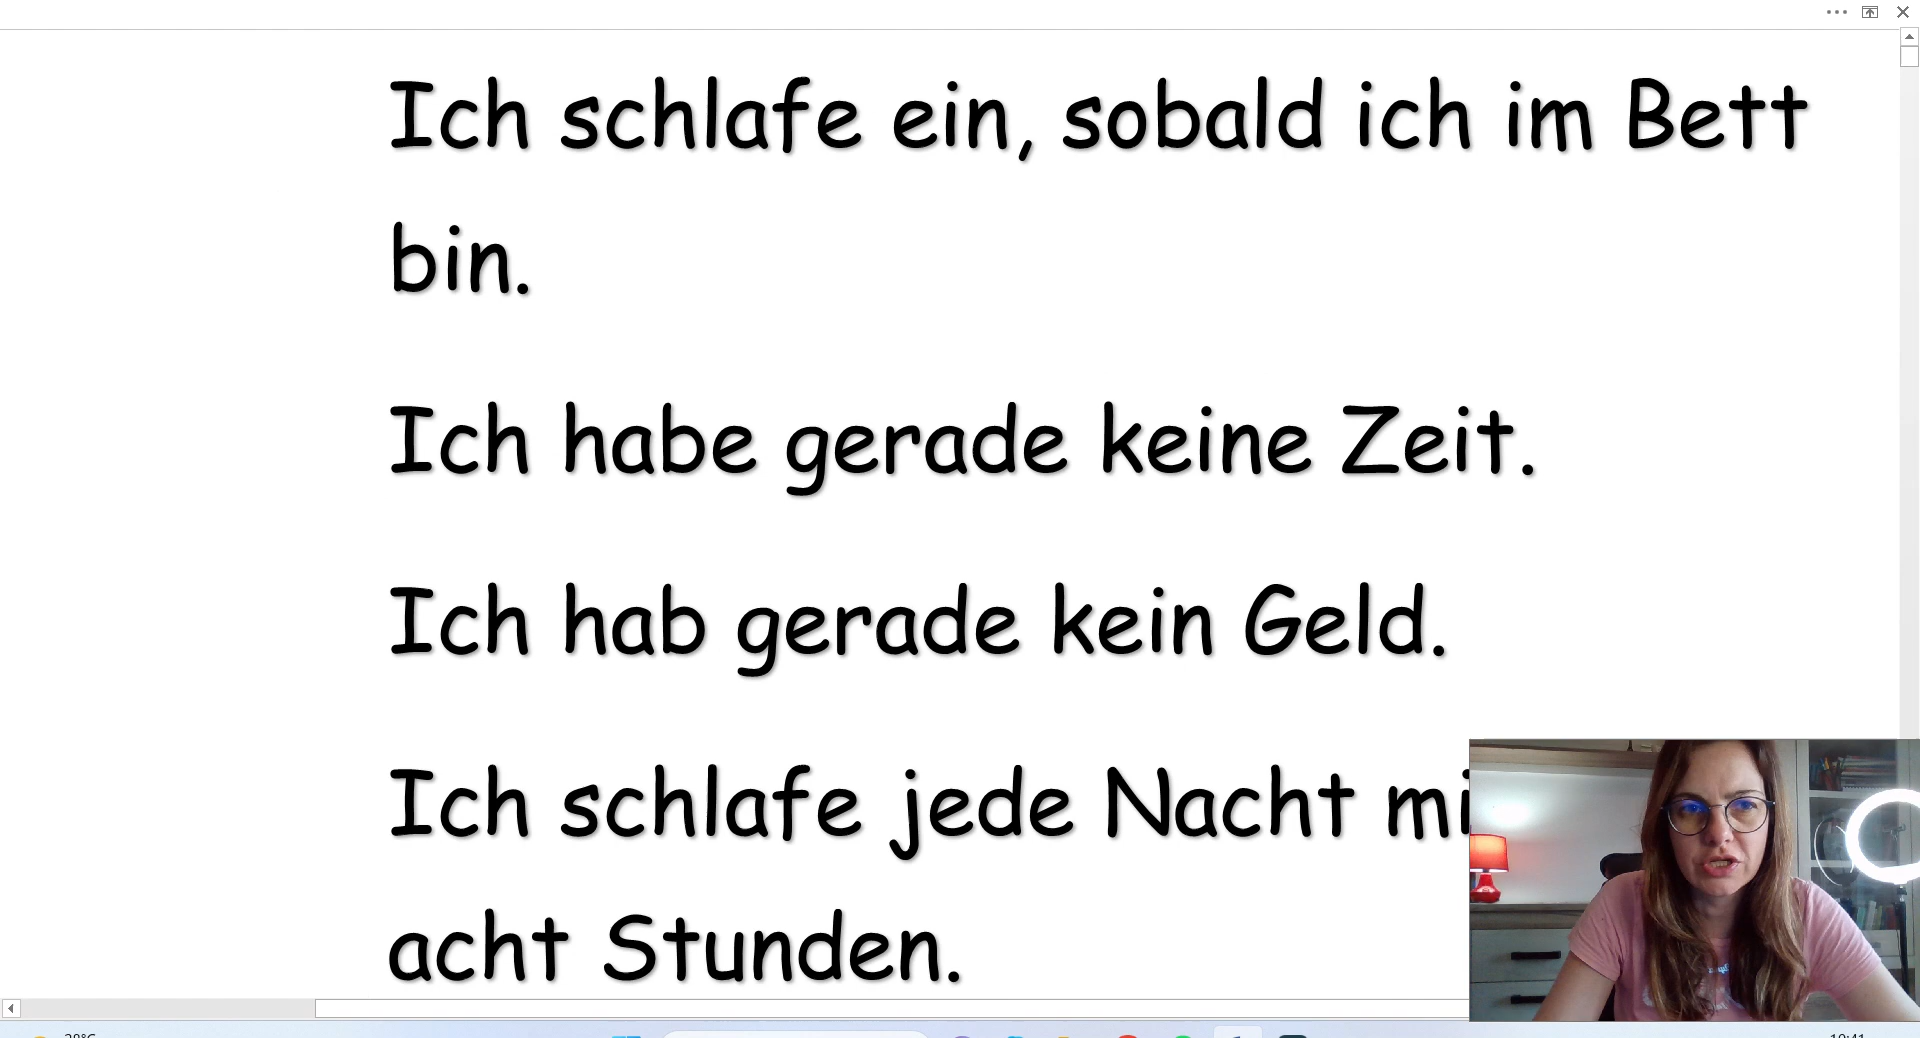 Ich schlafe ein, sobald ich im Bett
bin.
Ich habe gerade keine Zeit.
Ich hab gerade kein Geld.
Ich schlafe jede Nacht
acht Stunden.